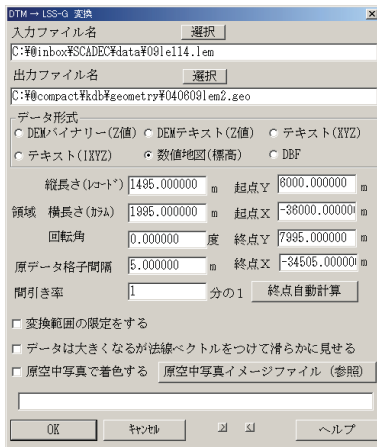 DTM → LSS-G 変換
入力ファイル名 選択
C:¥@inbox¥SCADEC¥data¥09lel14.lem
出力ファイル名 選択
C:¥@compact¥kdb¥geometry¥040609lem2.geo
データ形式
DEMバイナリー(Z値) DEMテキスト(Z値) テキスト(XYZ)
テキスト(IXYZ) 数値地図(標高) DBF
縦長さ(ﾚｺｰﾄﾞ) 1495.000000 m 起点Y 6000.000000 m
領域 横長さ(ｶﾗﾑ) 1995.000000 m 起点X -36000.00000 m
回転角 0.000000 度 終点Y 7995.000000 m
原データ格子間隔 5.000000 m 終点X -34505.00000 m
間引き率 1 分の1 終点自動計算
変換範囲の限定をする
データは大きくなるが法線ベクトルをつけて滑らかに見せる
原空中写真で着色する 原空中写真イメージファイル (参照)
OK ｷｬﾝｾﾙ ヘルプ